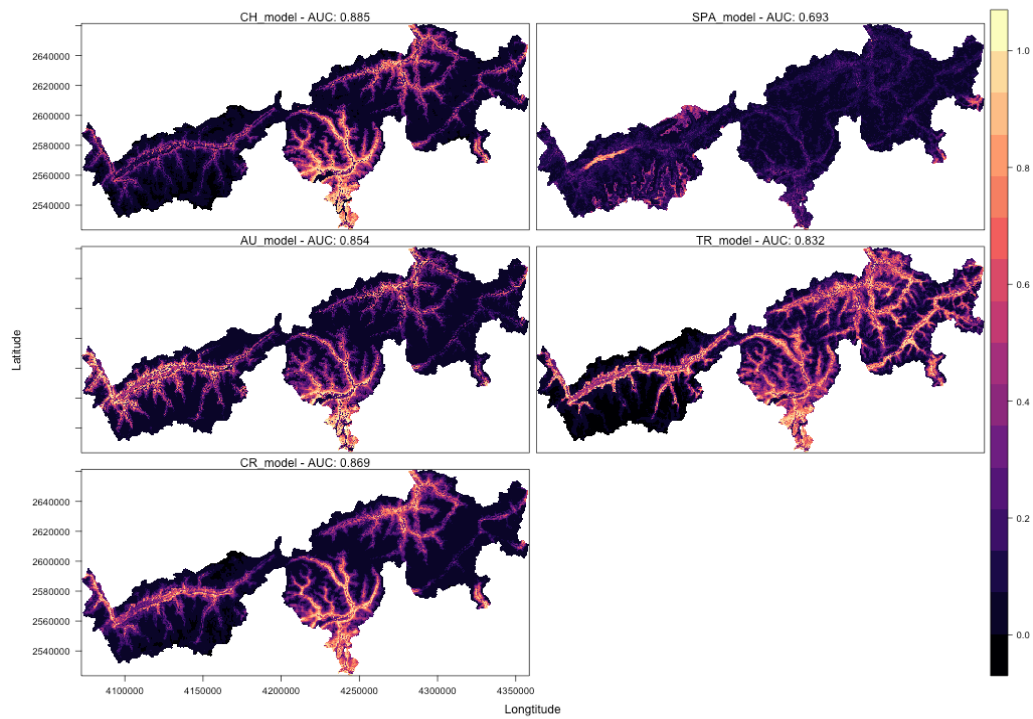 CH_model - AUC: 0.885
SPA_model - AUC: 0.693
2640000
2620000
2600000
2580000
2560000
2540000
1.0
0.8
0.6
0.4
0.2
0.0
AU_model - AUC: 0.854
TR_model - AUC: 0.832
Latitude
CR_model - AUC: 0.869
2640000
2620000
2600000
2580000
2560000
2540000
4100000 4150000 4200000 4250000 4300000 4350000
Longtitude